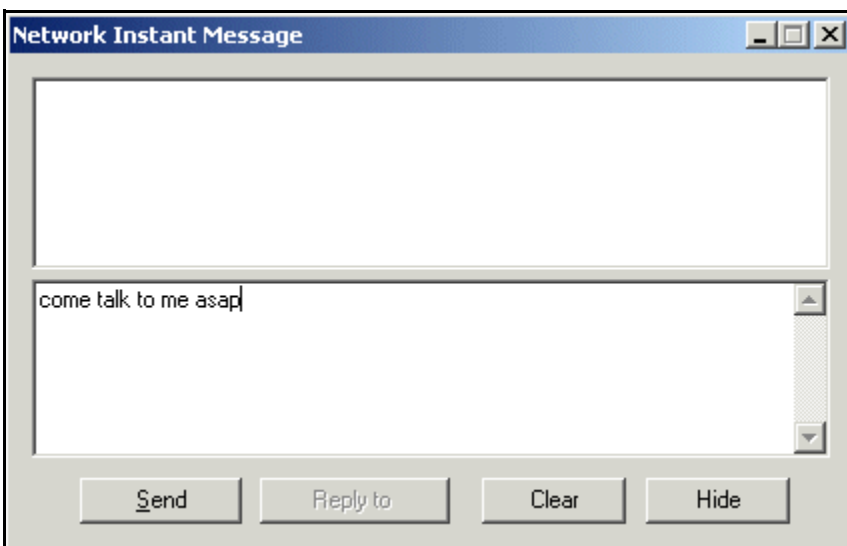 Network Instant Message
come talk to me asap
Send Reply to Clear Hide